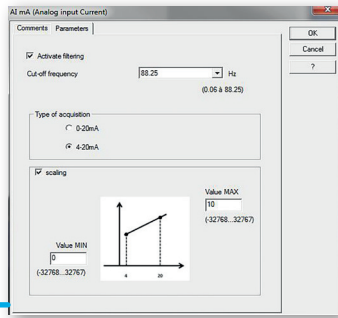 AI mA (Analog input Current)
Comments
Parameters
OK
Cancel
?
Activate filtering
Cut-off frequency
88.25
Hz
(0.06 à 88.25)
Type of acquisition
0-20mA
4-20mA
scaling
Value MAX
10
(-32768...32767)
Value MIN
0
(-32768...32767)
4
20